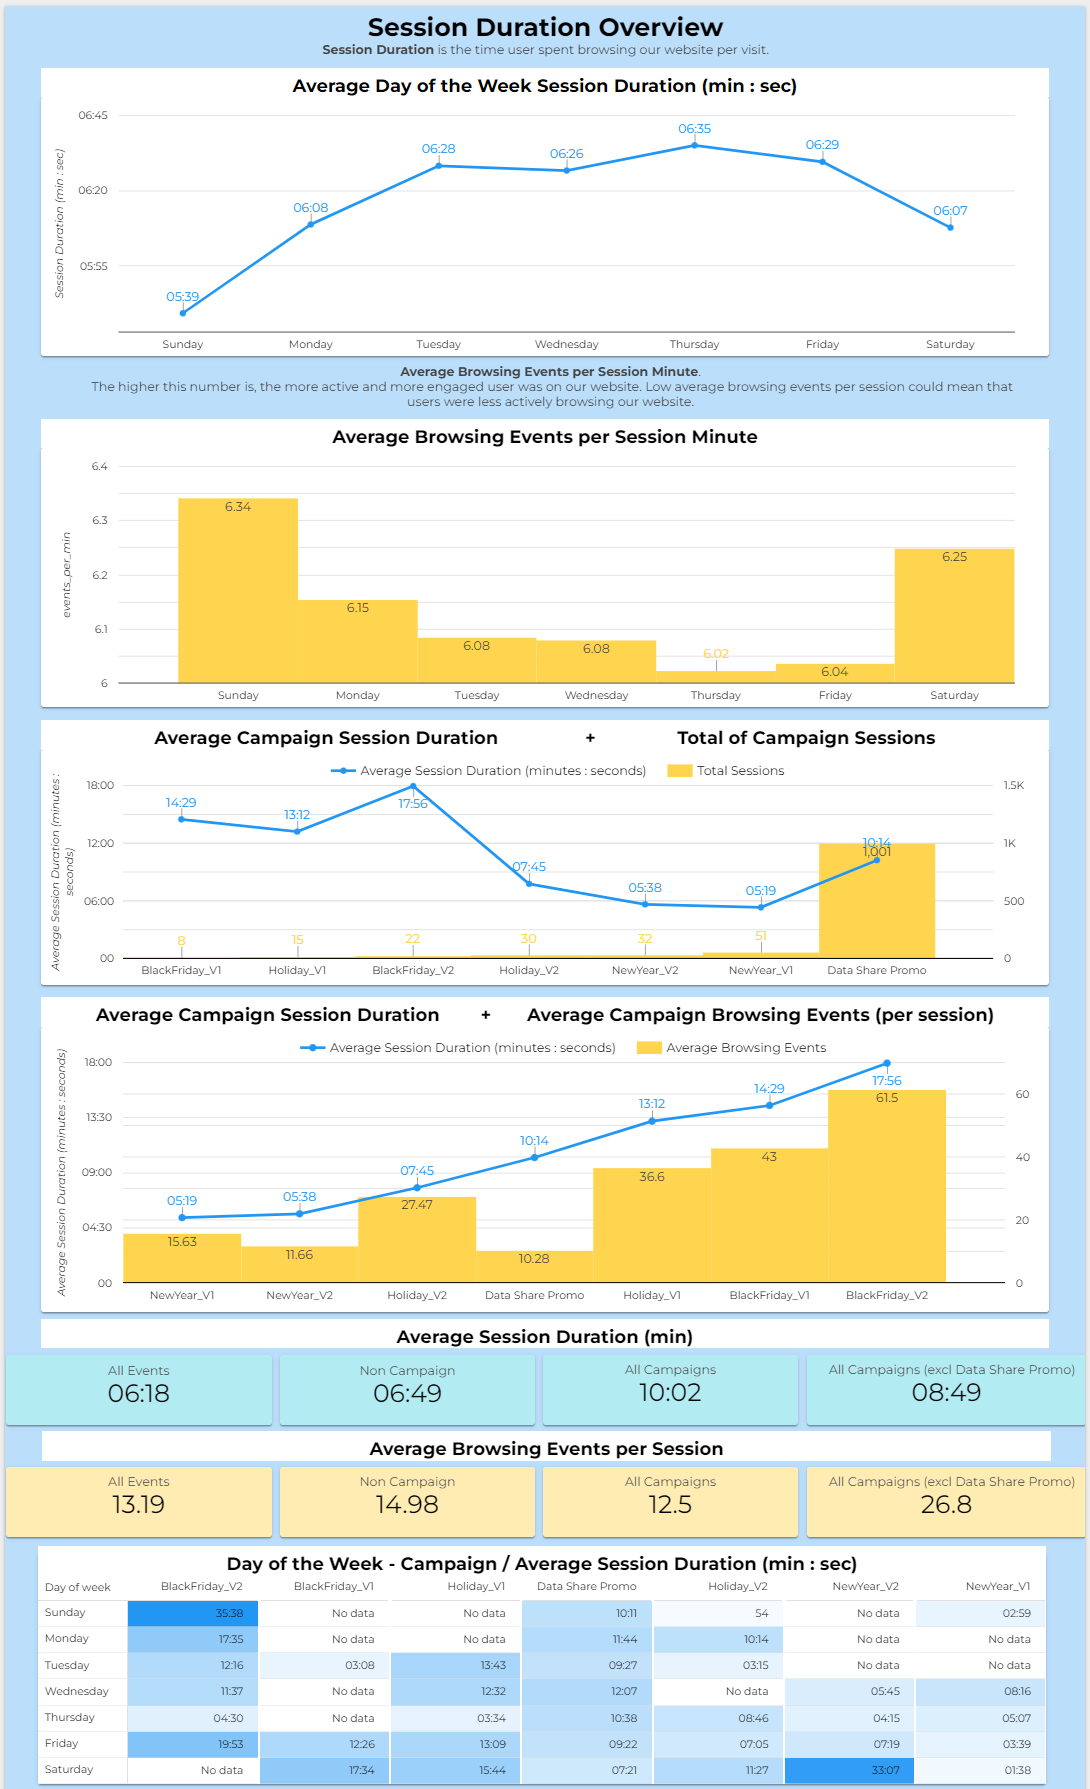 Session Duration Overview
Session Duration is the time user spent browsing our website per visit.
Average Day of the Week Session Duration (min : sec)
Session Duration (min : sec)
06:45
06:20
05:55
05:39
06:08
06:28
06:26
06:35
06:29
06:07
Sunday Monday Tuesday Wednesday Thursday Friday Saturday
Average Browsing Events per Session Minute.
The higher this number is, the more active and more engaged user was on our website. Low average browsing events per session could mean that
users were less actively browsing our website.
Average Browsing Events per Session Minute
events_per_min
6.4
6.3
6.2
6.1
6
6.34
6.15
6.08
6.08
6.02
6.04
6.25
Sunday Monday Tuesday Wednesday Thursday Friday Saturday
Average Campaign Session Duration + Total of Campaign Sessions
Average Session Duration (minutes : seconds) Total Sessions
Average Session Duration (minutes :
seconds)
18:00
12:00
06:00
00
1.5K
1K
500
0
14:29
13:12
17:56
07:45
05:38
05:19
10:14
8
15
22
30
32
51
1,001
BlackFriday_V1 Holiday_V1 BlackFriday_V2 Holiday_V2 NewYear_V2 NewYear_V1 Data Share Promo
Average Campaign Session Duration + Average Campaign Browsing Events (per session)
Average Session Duration (minutes : seconds) Average Browsing Events
Average Session Duration (minutes : seconds)
18:00
13:30
09:00
04:30
00
60
40
20
0
05:19
05:38
07:45
10:14
13:12
14:29
17:56
15.63
11.66
27.47
10.28
36.6
43
61.5
NewYear_V1 NewYear_V2 Holiday_V2 Data Share Promo Holiday_V1 BlackFriday_V1 BlackFriday_V2
Average Session Duration (min)
All Events Non Campaign All Campaigns All Campaigns (excl Data Share Promo)
06:18 06:49 10:02 08:49
Average Browsing Events per Session
All Events Non Campaign All Campaigns All Campaigns (excl Data Share Promo)
13.19 14.98 12.5 26.8
Day of the Week - Campaign / Average Session Duration (min : sec)
Day of week BlackFriday_V2 BlackFriday_V1 Holiday_V1 Data Share Promo Holiday_V2 NewYear_V2 NewYear_V1
Sunday 35:38 No data No data 10:11 54 No data 02:59
Monday 17:35 No data No data 11:44 10:14 No data No data
Tuesday 12:16 03:08 13:43 09:27 03:15 No data No data
Wednesday 11:37 No data 12:32 12:07 No data 05:45 08:16
Thursday 04:30 No data 03:34 10:38 08:46 04:15 05:07
Friday 19:53 12:26 13:09 09:22 07:05 07:19 03:39
Saturday No data 17:34 15:44 07:21 11:27 33:07 01:38